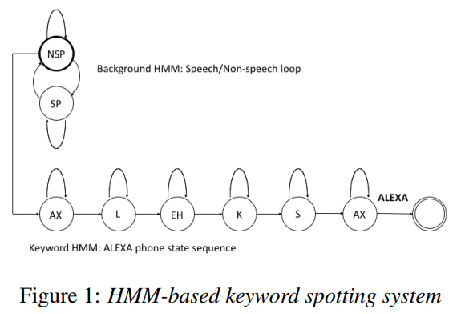 NSP
Background HMM: Speech/Non-speech loop
SP
ALEXA
AX L EH K S AX
Keyword HMM: ALEXA phone state sequence
Figure 1: HMM-based keyword spotting system